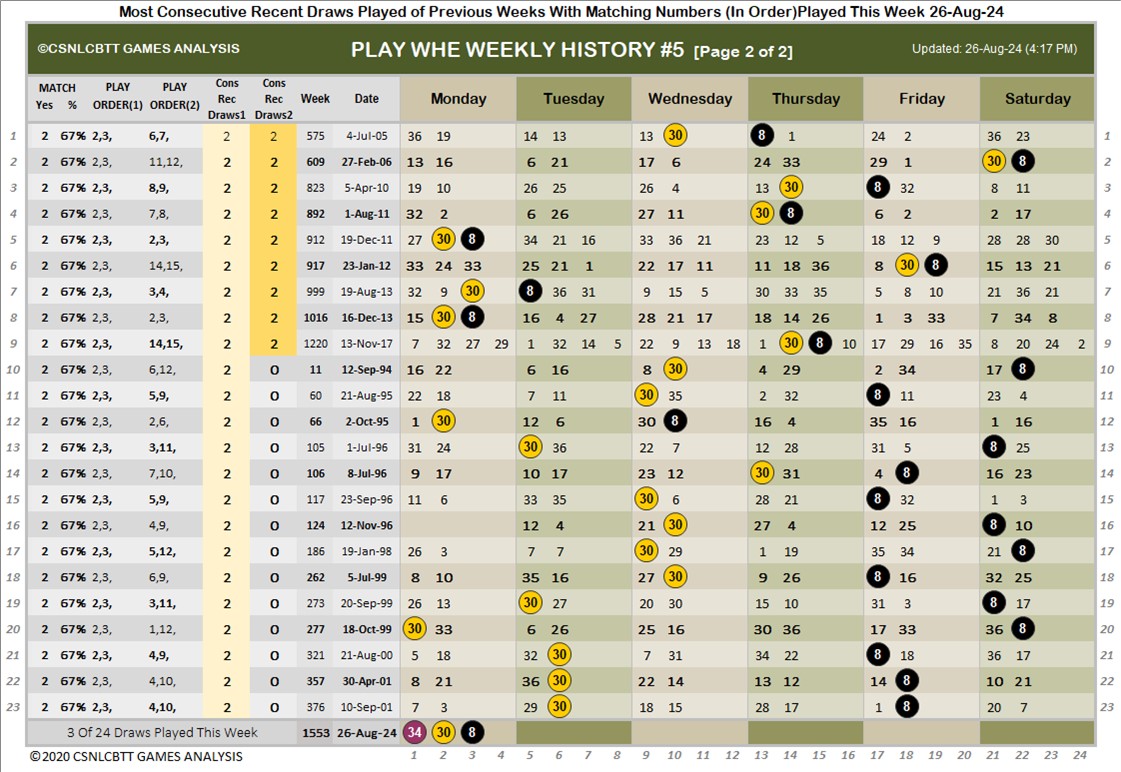 Most Consecutive Recent Draws Played of Previous Weeks With Matching Numbers (In Order)Played This Week 26-Aug-24
©CSNLCBTT GAMES ANALYSIS PLAY WHE WEEKLY HISTORY #5 [Page 2 of 2] Updated: 26-Aug-24 (4:17 PM)
MATCH Yes % PLAY ORDER(1) PLAY ORDER(2) Cons Rec Draws1 Cons Rec Draws2 Week Date Monday Tuesday Wednesday Thursday Friday Saturday
1 2 67% 2,3, 6,7, 2 2 575 4-Jul-05 36 19 14 13 13 30 8 1 24 2 36 23 1
2 2 67% 2,3, 11,12, 2 2 609 27-Feb-06 13 16 6 21 17 6 24 33 29 1 30 8 2
3 2 67% 2,3, 8,9, 2 2 823 5-Apr-10 19 10 26 25 26 4 13 30 8 32 8 11 3
4 2 67% 2,3, 7,8, 2 2 892 1-Aug-11 32 2 6 26 27 11 30 8 6 2 2 17 4
5 2 67% 2,3, 2,3, 2 2 912 19-Dec-11 27 30 8 34 21 16 33 36 21 23 12 5 18 12 9 28 28 30 5
6 2 67% 2,3, 14,15, 2 2 917 23-Jan-12 33 24 33 25 21 1 22 17 11 11 18 36 8 30 8 15 13 21 6
7 2 67% 2,3, 3,4, 2 2 999 19-Aug-13 32 9 30 8 36 31 9 15 5 30 33 35 5 8 10 21 36 21 7
8 2 67% 2,3, 2,3, 2 2 1016 16-Dec-13 15 30 8 16 4 27 28 21 17 18 14 26 1 3 33 7 34 8 8
9 2 67% 2,3, 14,15, 2 2 1220 13-Nov-17 7 32 27 29 1 32 14 5 22 9 13 18 1 30 8 10 17 29 16 35 8 20 24 2 9
10 2 67% 2,3, 6,12, 2 0 11 12-Sep-94 16 22 6 16 8 30 4 29 2 34 17 8 10
11 2 67% 2,3, 5,9, 2 0 60 21-Aug-95 22 18 7 11 30 35 2 32 8 11 23 4 11
12 2 67% 2,3, 2,6, 2 0 66 2-Oct-95 1 30 12 6 30 8 16 4 35 16 1 16 12
13 2 67% 2,3, 3,11, 2 0 105 1-Jul-96 31 24 30 36 22 7 12 28 31 5 8 25 13
14 2 67% 2,3, 7,10, 2 0 106 8-Jul-96 9 17 10 17 23 12 30 31 4 8 16 23 14
15 2 67% 2,3, 5,9, 2 0 117 23-Sep-96 11 6 33 35 30 6 28 21 8 32 1 3 15
16 2 67% 2,3, 4,9, 2 0 124 12-Nov-96 12 4 21 30 27 4 12 25 8 10 16
17 2 67% 2,3, 5,12, 2 0 186 19-Jan-98 26 3 7 7 30 29 1 19 35 34 21 8 17
18 2 67% 2,3, 6,9, 2 0 262 5-Jul-99 8 10 35 16 27 30 9 26 8 16 32 25 18
19 2 67% 2,3, 3,11, 2 0 273 20-Sep-99 26 13 30 27 20 30 15 10 31 3 8 17 19
20 2 67% 2,3, 1,12, 2 0 277 18-Oct-99 30 33 6 26 25 16 30 36 17 33 36 8 20
21 2 67% 2,3, 4,9, 2 0 321 21-Aug-00 5 18 32 30 7 31 34 22 8 18 36 17 21
22 2 67% 2,3, 4,10, 2 0 357 30-Apr-01 8 21 36 30 22 14 13 12 14 8 10 21 22
23 2 67% 2,3, 4,10, 2 0 376 10-Sep-01 7 3 29 30 18 15 28 17 1 8 20 7 23
3 Of 24 Draws Played This Week 1553 26-Aug-24 34 30 8
©2020 CSNLCBTT GAMES ANALYSIS 1 2 3 4 5 6 7 8 9 10 11 12 13 14 15 16 17 18 19 20 21 22 23 24